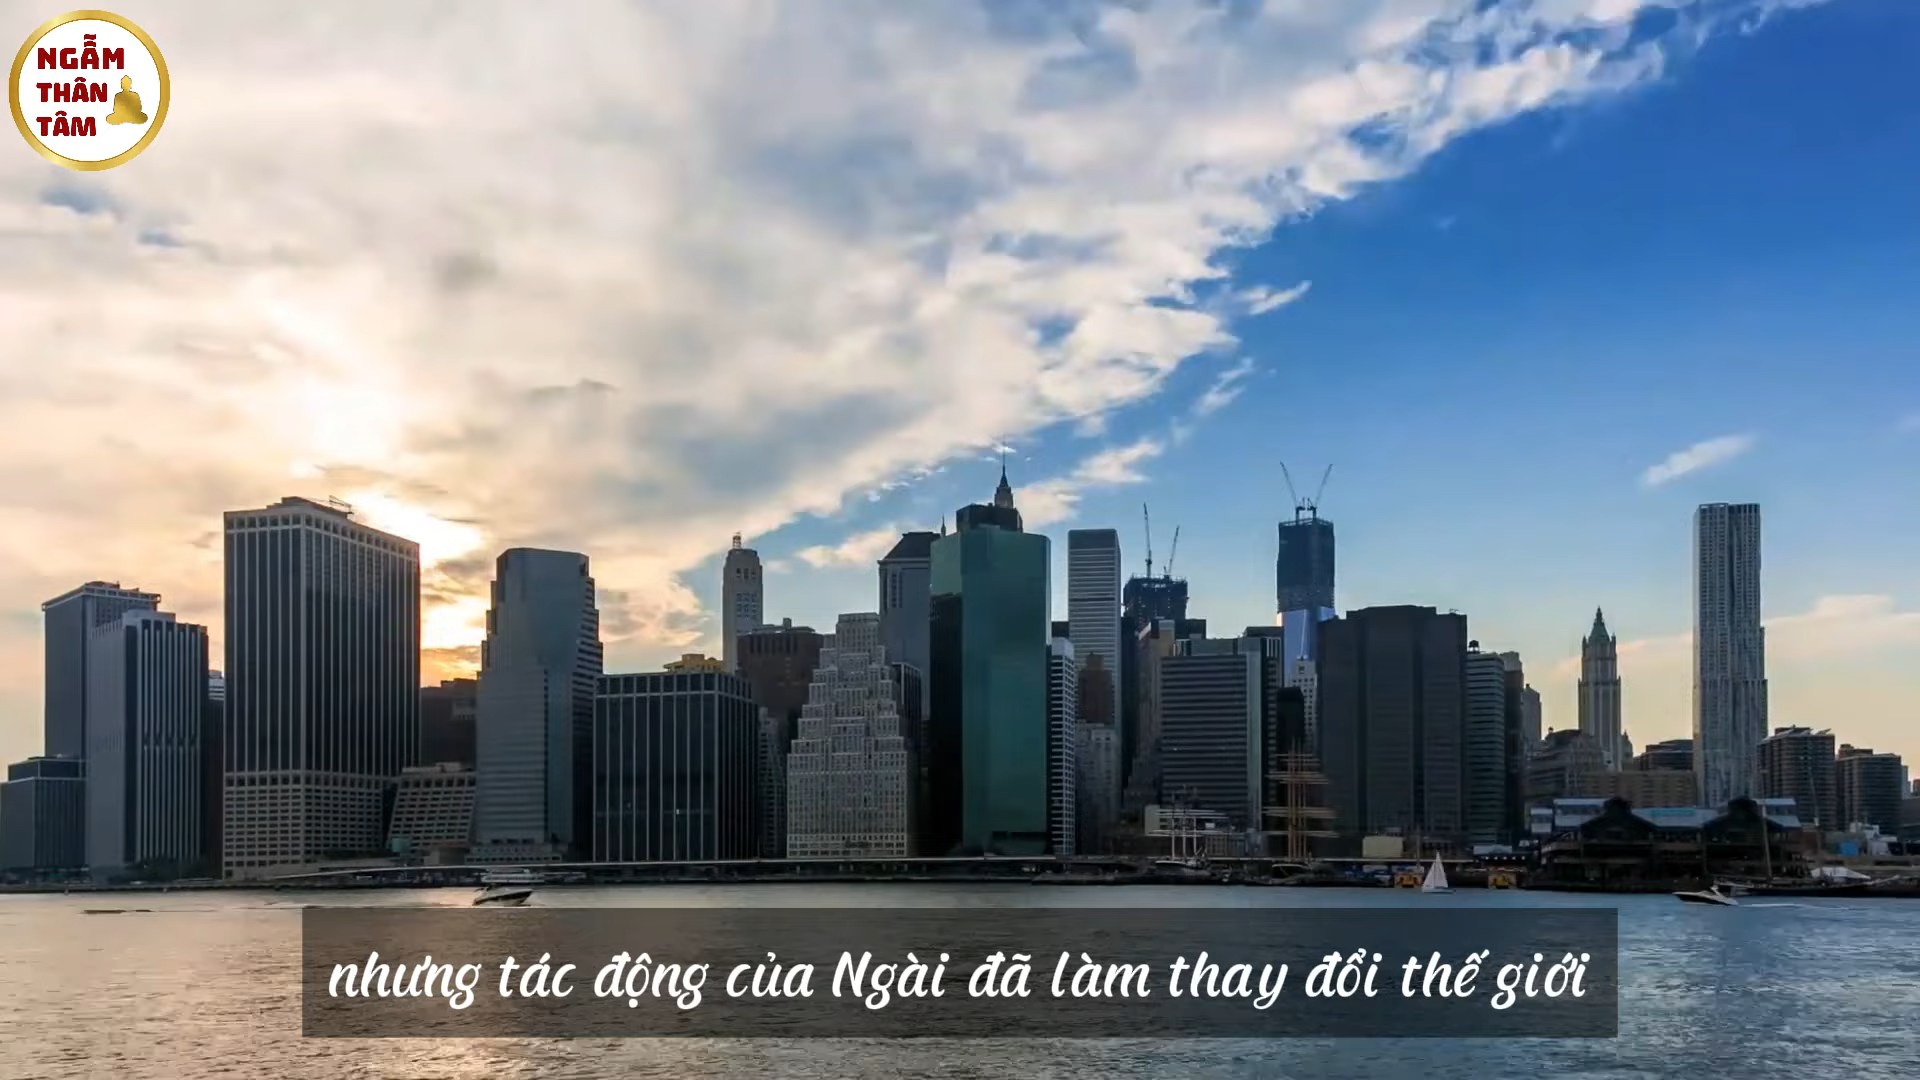 NGẪM
THÂN
TÂM
nhưng tác động của Ngài đã làm thay đổi thế giới